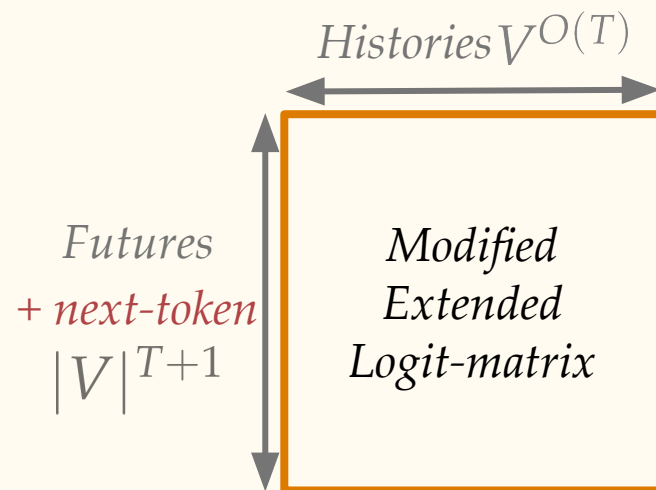 Histories V^{O(T)}
Futures
+ next-token
|V|^{T+1}
Modified
Extended
Logit-matrix